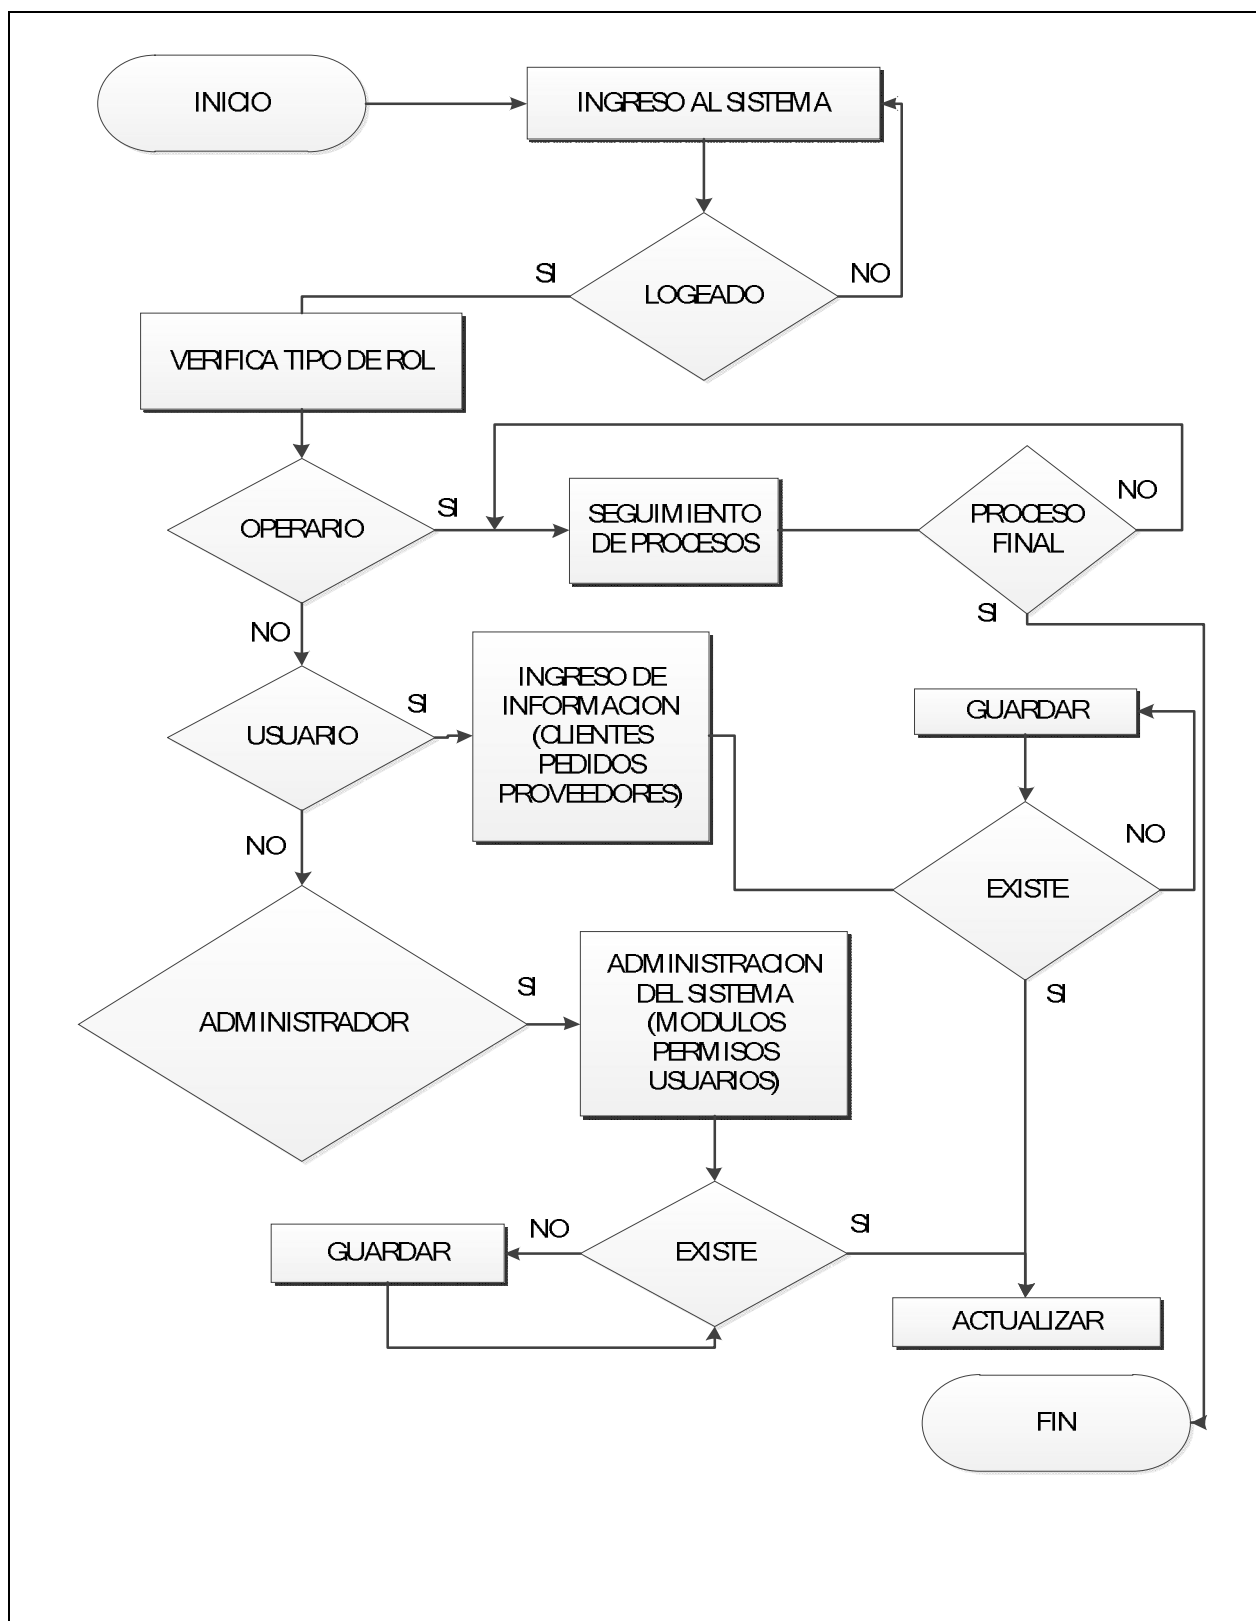 INICIO
INGRESO AL SISTEMA
LOGEADO
SI
NO
VERIFICA TIPO DE ROL
OPERARIO
SI
SEGUIMIENTO
DE PROCESOS
PROCESO
FINAL
NO
SI
NO
USUARIO
SI
INGRESO DE
INFORMACION
(CLIENTES
PEDIDOS
PROVEEDORES)
GUARDAR
NO
EXISTE
SI
NO
ADMINISTRADOR
SI
ADMINISTRACION
DEL SISTEMA
(MODULOS
PERMISOS
USUARIOS)
EXISTE
NO
GUARDAR
SI
ACTUALIZAR
FIN